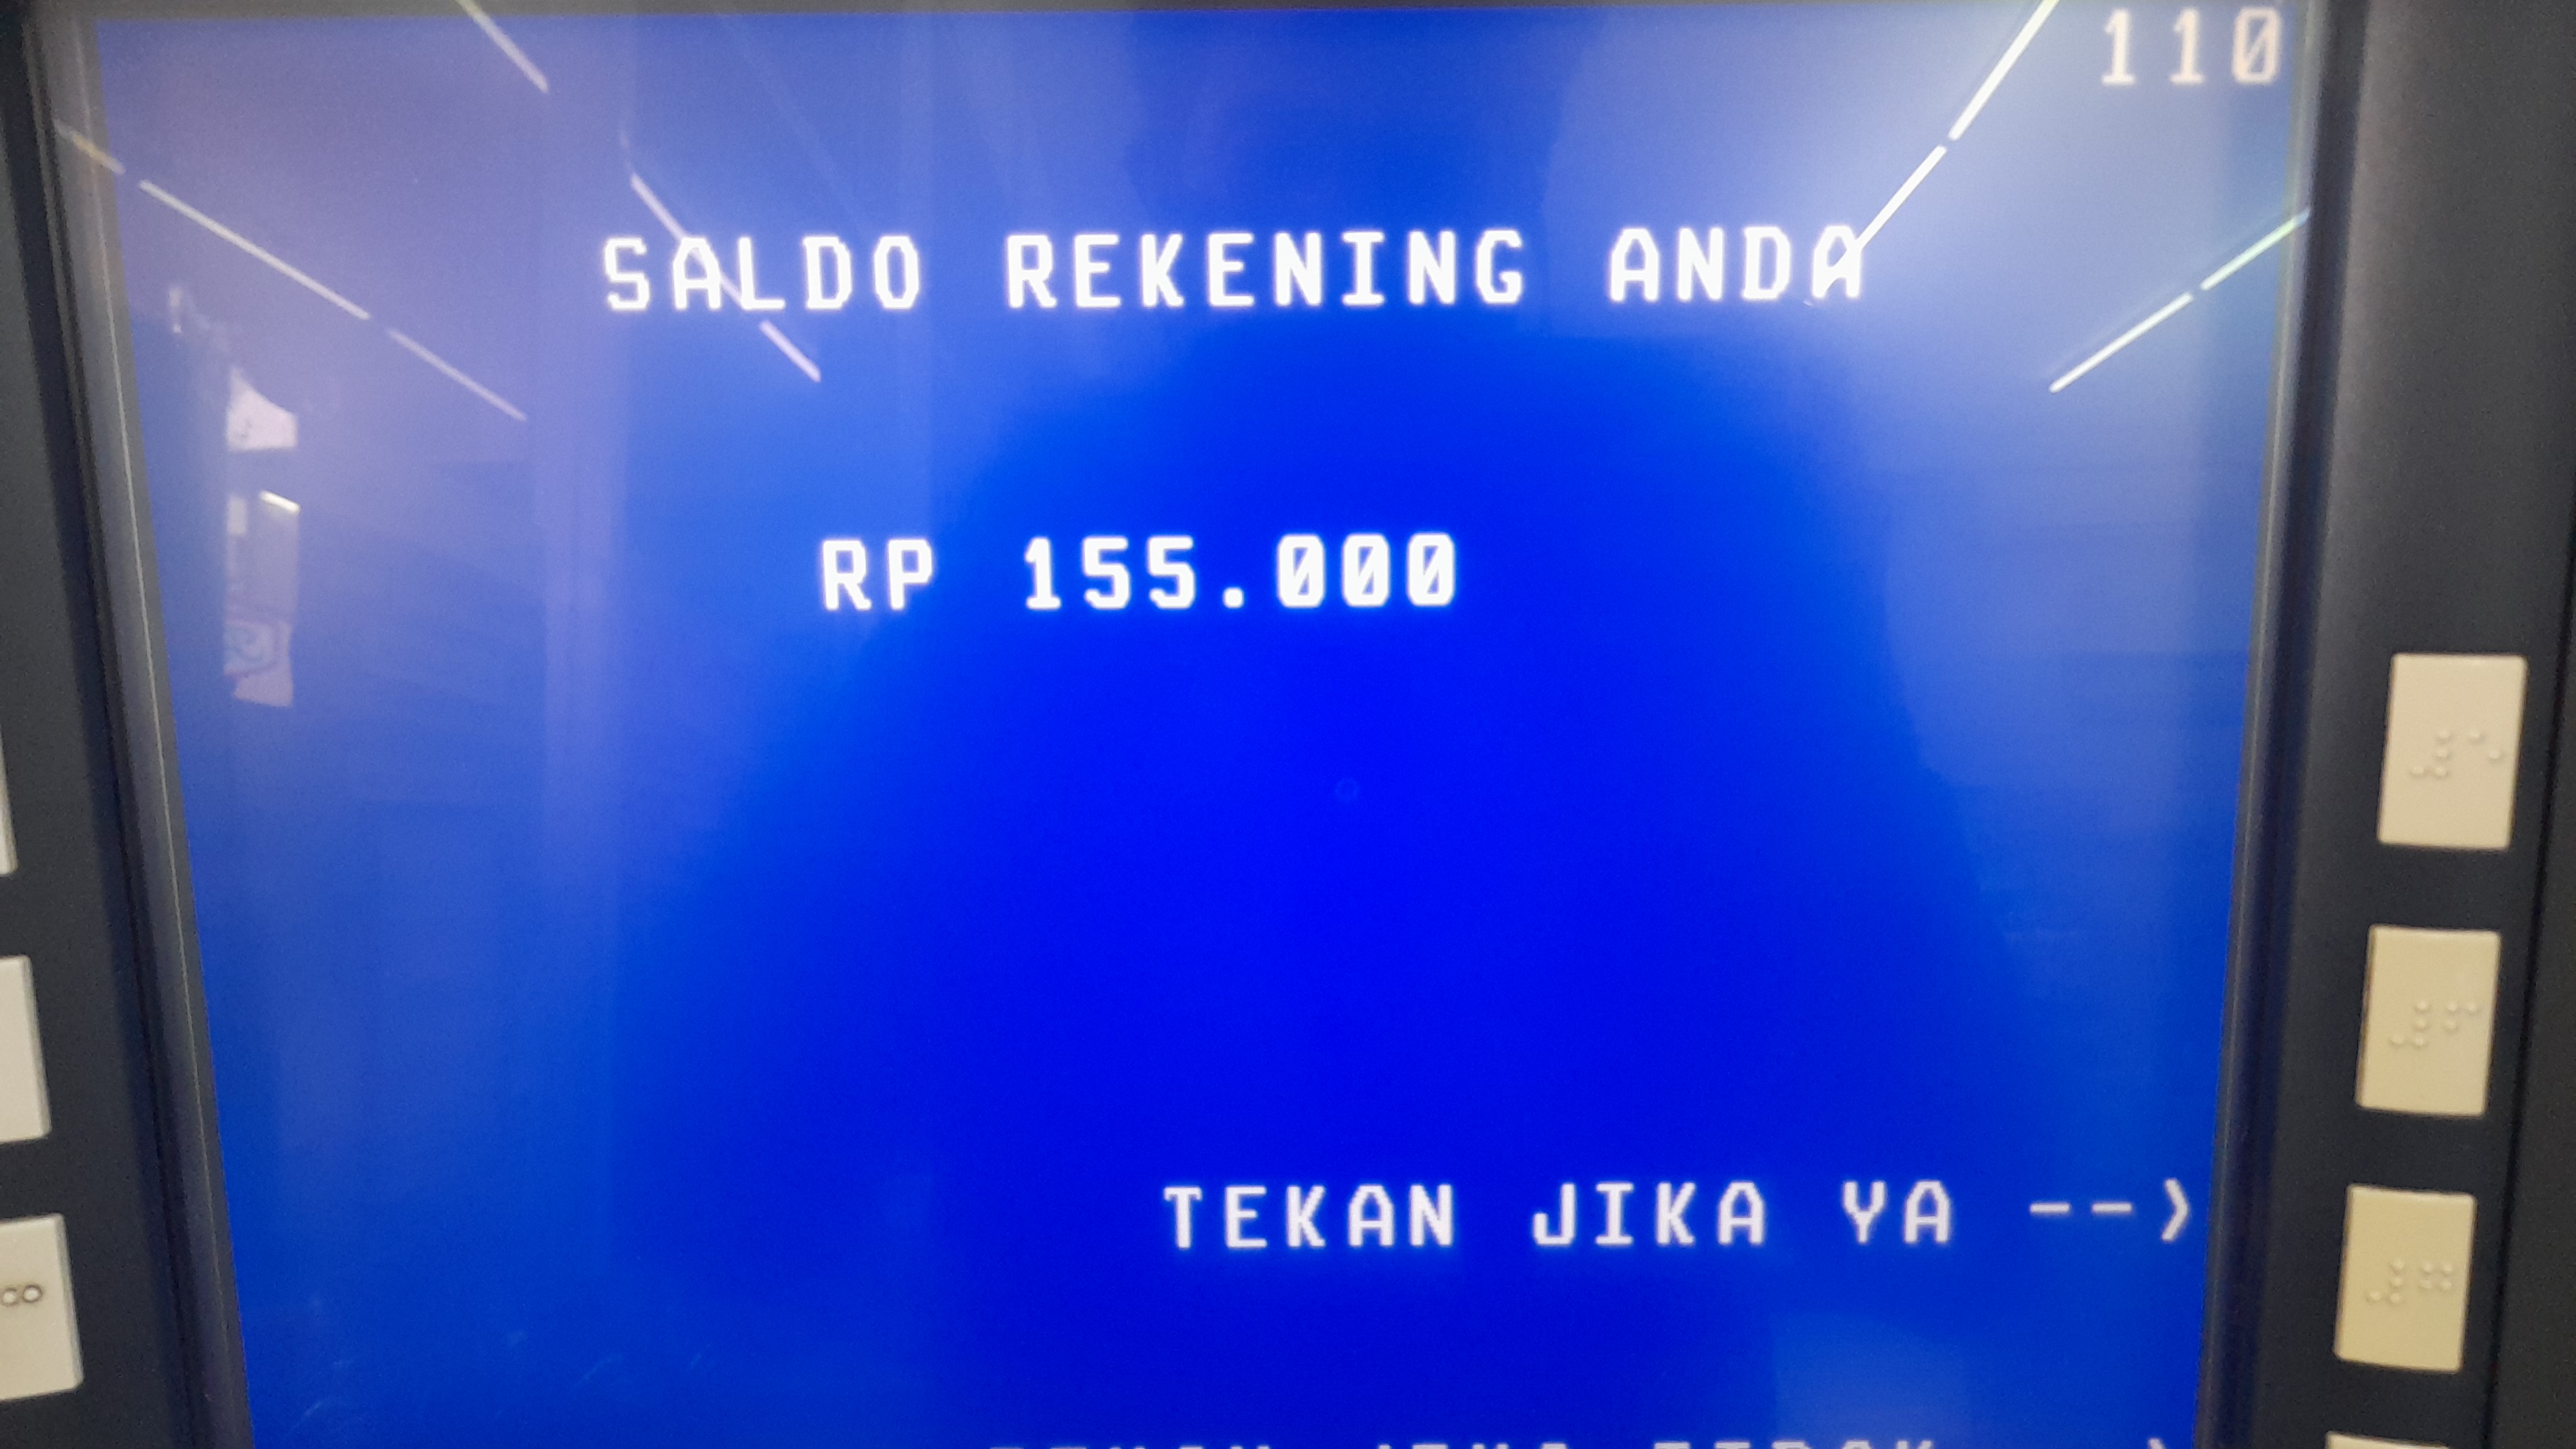 110
SALDO REKENING ANDA
RP 155.000
TEKAN JIKA YA -->